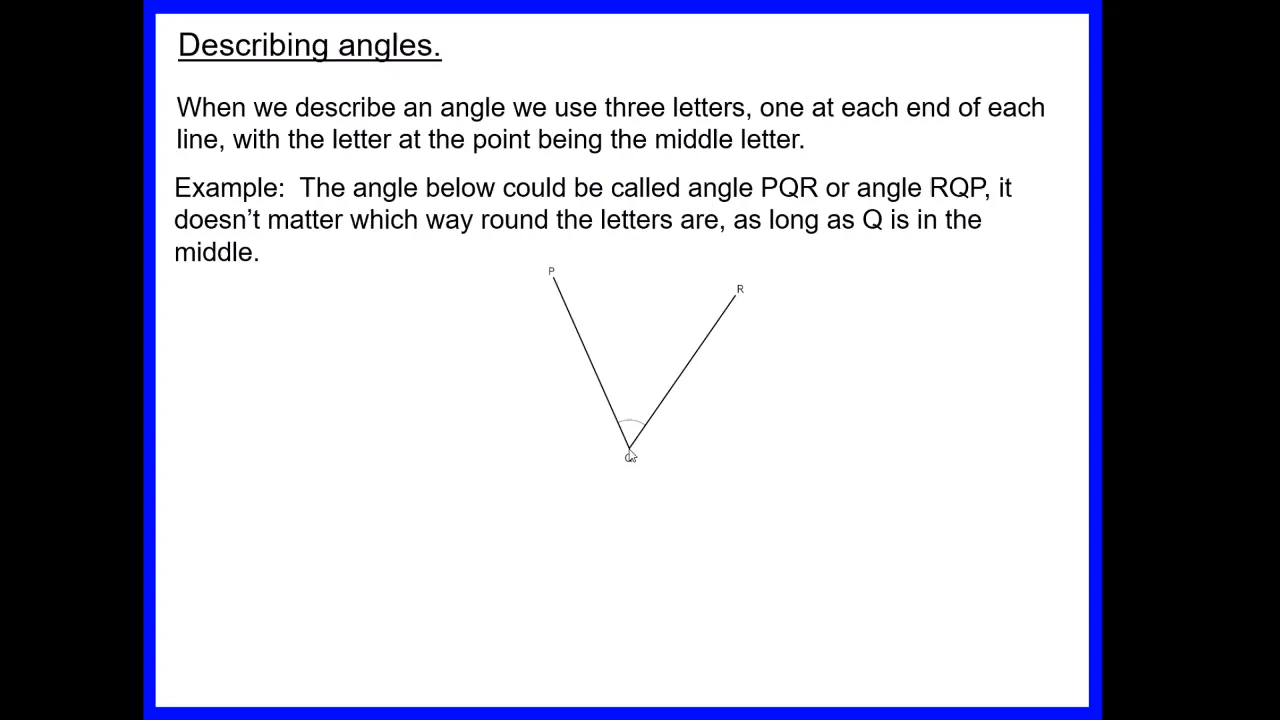 Describing angles.
When we describe an angle we use three letters, one at each end of each
line, with the letter at the point being the middle letter.
Example:  The angle below could be called angle PQR or angle RQP, it
doesn’t matter which way round the letters are, as long as Q is in the
middle.
P
R